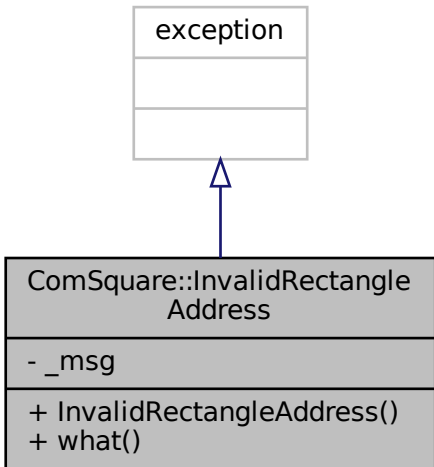 exception
ComSquare::InvalidRectangle
Address
- _msg
+ InvalidRectangleAddress()
+ what()